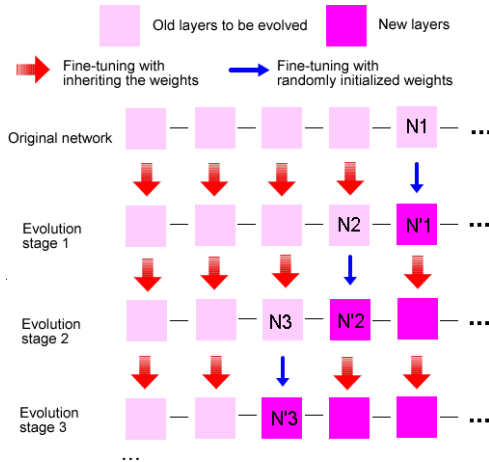 Old layers to be evolved
New layers
Fine-tuning with
inheriting the weights
Fine-tuning with
randomly initialized weights
Original network
N1
...
Evolution
stage 1
N2
N'1
...
Evolution
stage 2
N3
N'2
...
Evolution
stage 3
N'3
...
...